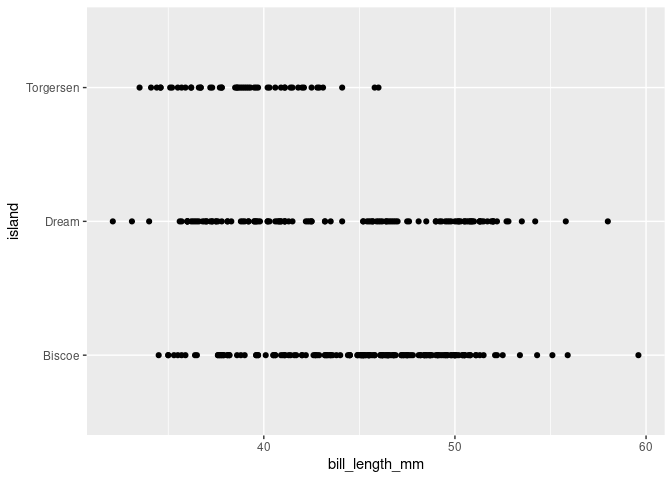 Torgersen
Dream
Biscoe
island
40
50
60
bill_length_mm